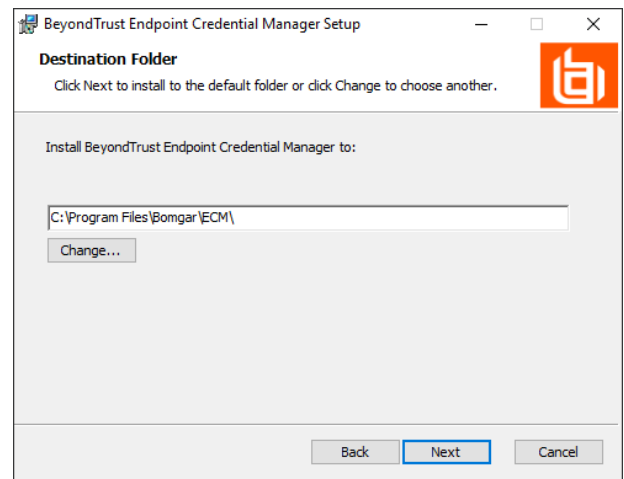 BeyondTrust Endpoint Credential Manager Setup
Destination Folder
Click Next to install to the default folder or click Change to choose another.
Install BeyondTrust Endpoint Credential Manager to:
C:\Program Files\Bomgar\ECM\
Change...
Back Next Cancel